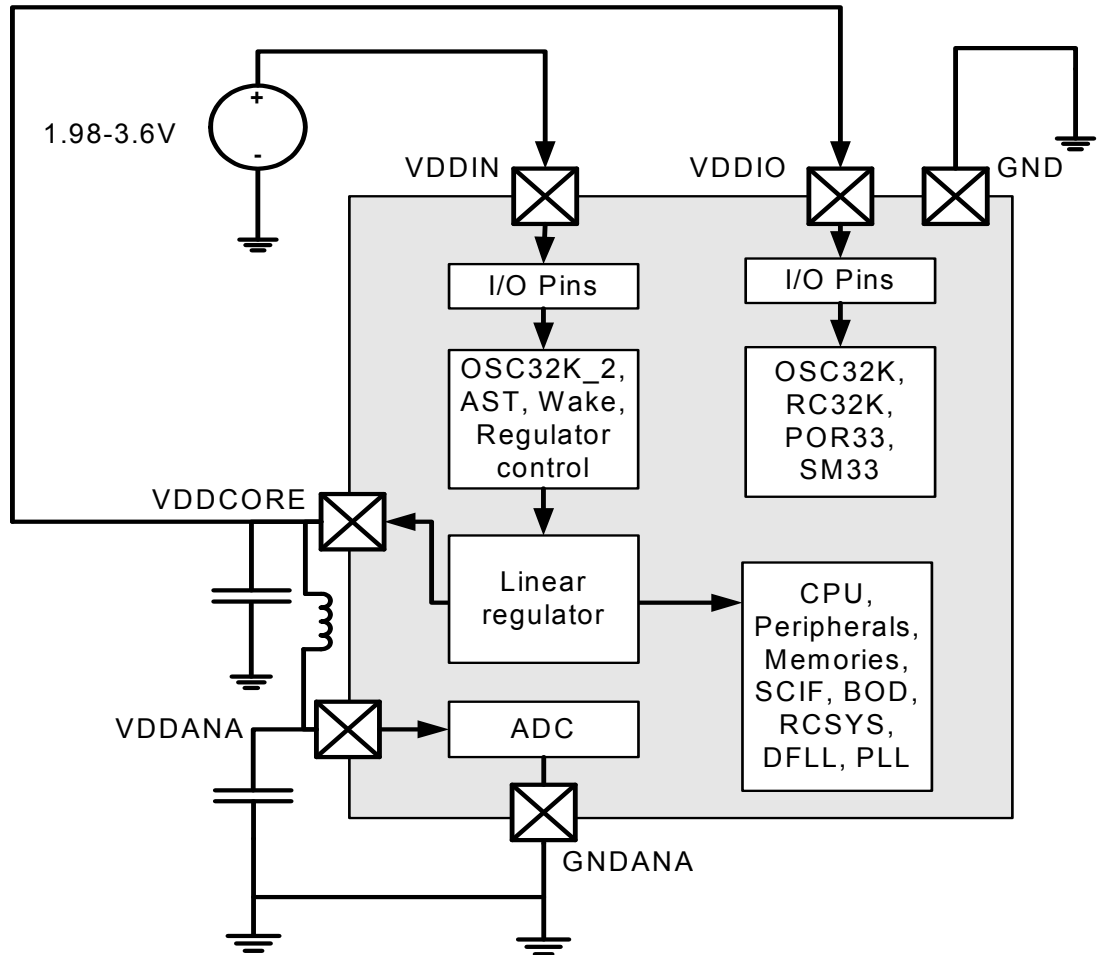 +
1.98-3.6V
-
VDDIN
VDDIO
GND
I/O Pins
I/O Pins
OSC32K_2,
AST, Wake,
Regulator
control
OSC32K,
RC32K,
POR33,
SM33
VDDCORE
Linear
regulator
CPU,
Peripherals,
Memories,
SCIF, BOD,
RCSYS,
DFLL, PLL
VDDANA
ADC
GNDANA